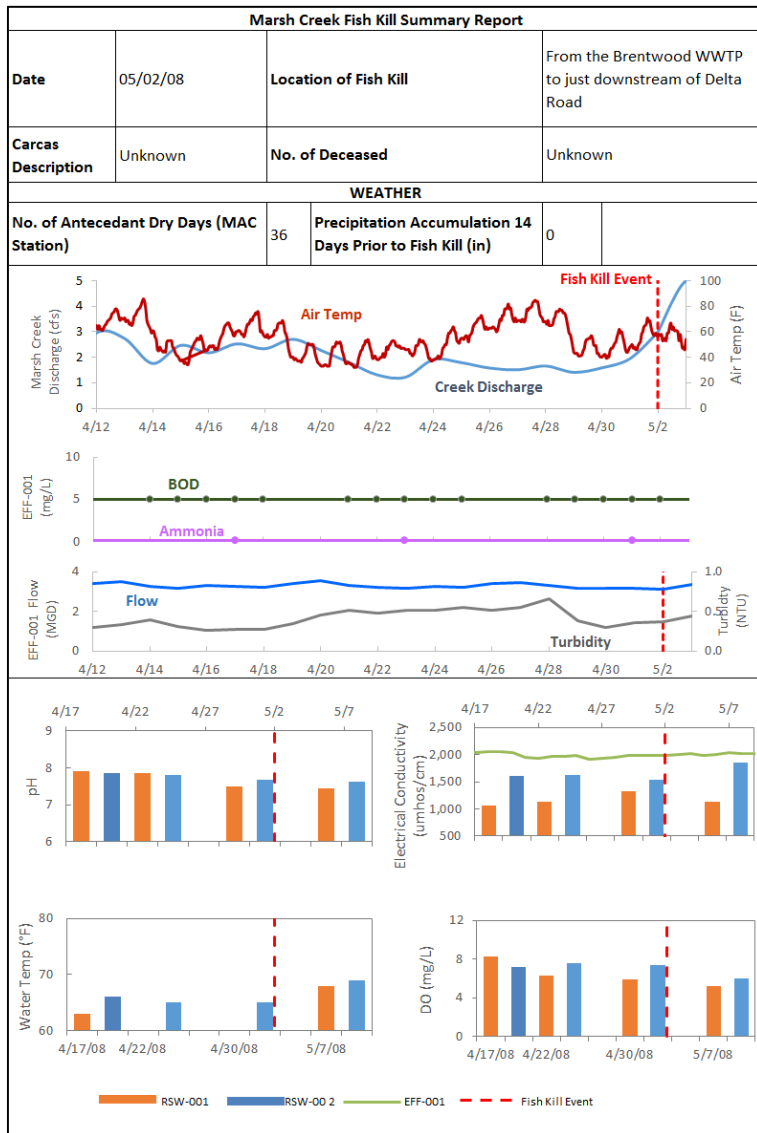 Marsh Creek Fish Kill Summary Report
Date
05/02/08
Location of Fish Kill
From the Brentwood WWTP
to just downstream of Delta
Road
Carcas
Description
Unknown
No. of Deceased
Unknown
WEATHER
No. of Antecedant Dry Days (MAC
Station)
36
Precipitation Accumulation 14
Days Prior to Fish Kill (in)
0
Marsh Creek
Discharge (cfs)
5
4
3
2
1
0
Air Temp
Fish Kill Event
Creek Discharge
100
80
60
40
20
0
Air Temp (F)
4/12 4/14 4/16 4/18 4/20 4/22 4/24 4/26 4/28 4/30 5/2
EFF-001
(mg/L)
10
5
0
BOD
Ammonia
EFF-001 Flow
(MGD)
4
2
0
Flow
Turbidity
1.0
0.5
0.0
Turbidty
(NTU)
4/12 4/14 4/16 4/18 4/20 4/22 4/24 4/26 4/28 4/30 5/2
4/17 4/22 4/27 5/2 5/7
pH
9
8
7
6
4/17 4/22 4/27 5/2 5/7
Electrical Conductivity
(umhos/cm)
2,500
2,000
1,500
1,000
500
Water Temp (°F)
80
70
60
4/17/08 4/22/08 4/30/08 5/7/08
DO (mg/L)
12
8
4
0
4/17/08 4/22/08 4/30/08 5/7/08
RSW-001 RSW-00 2 EFF-001 Fish Kill Event